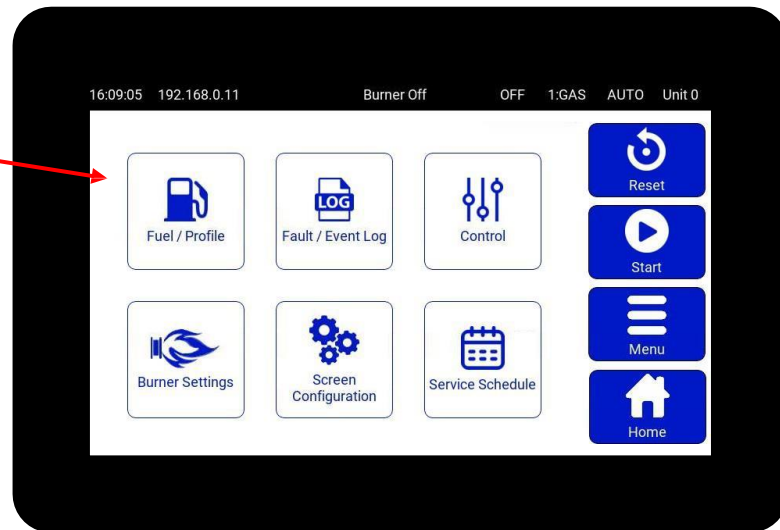 16:09:05 192.168.0.11 Burner Off OFF 1:GAS AUTO Unit 0
Reset
LOG
Fuel / Profile Fault / Event Log Control
Start
Menu
Burner Settings Screen Configuration Service Schedule
Home